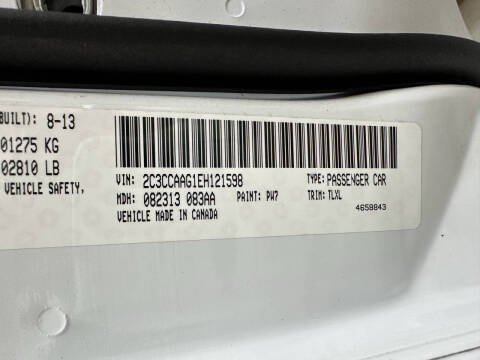 BUILT): 8-13
01275 KG
02810 LB
VEHICLE SAFETY,
VIN: 2C3CCAAG1EH121598 TYPE: PASSENGER CAR
MDH: 082313 083AA PAINT: PW7 TRIM: TLXL
VEHICLE MADE IN CANADA 4658843